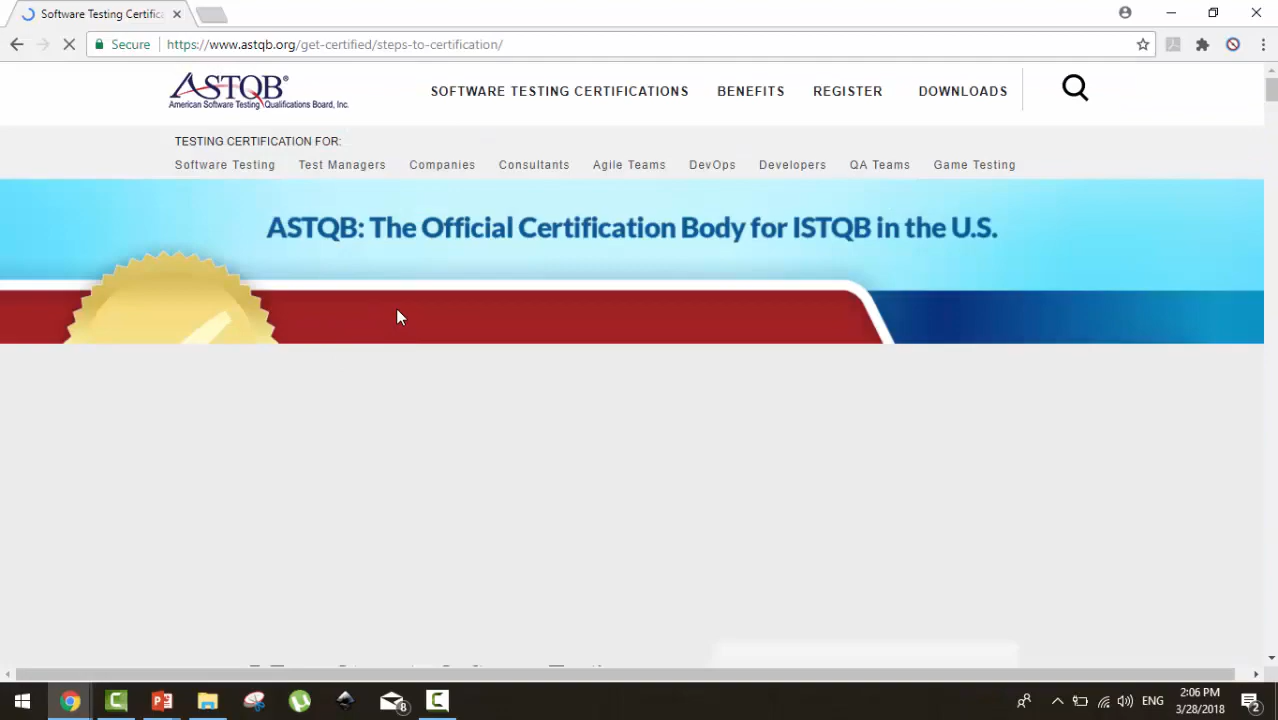 Software Testing Certifica
Secure https://www.astqb.org/get-certified/steps-to-certification/
ASTQB®
American Software Testing Qualifications Board, Inc.
SOFTWARE TESTING CERTIFICATIONS BENEFITS REGISTER DOWNLOADS
TESTING CERTIFICATION FOR:
Software Testing Test Managers Companies Consultants Agile Teams DevOps Developers QA Teams Game Testing
ASTQB: The Official Certification Body for ISTQB in the U.S.
8
ENG
2:06 PM
3/28/2018
2